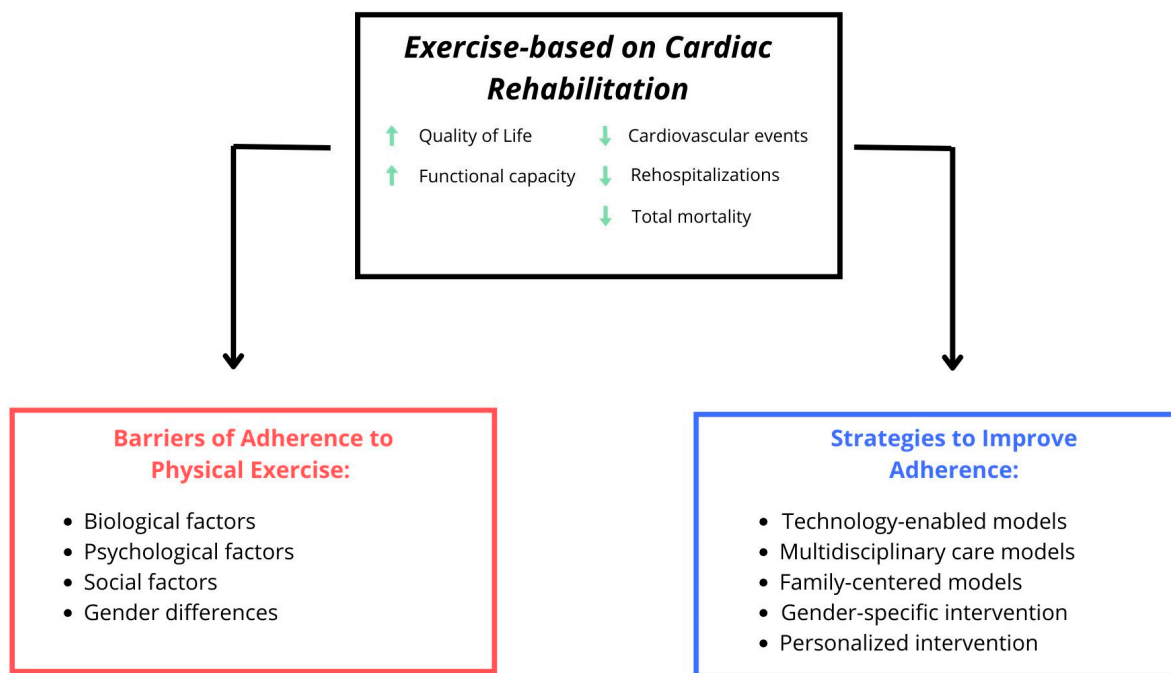 Exercise-based on Cardiac
Rehabilitation
Quality of Life
Functional capacity
Cardiovascular events
Rehospitalizations
Total mortality
Barriers of Adherence to
Physical Exercise:
Biological factors
Psychological factors
Social factors
Gender differences
Strategies to Improve
Adherence:
Technology-enabled models
Multidisciplinary care models
Family-centered models
Gender-specific intervention
Personalized intervention